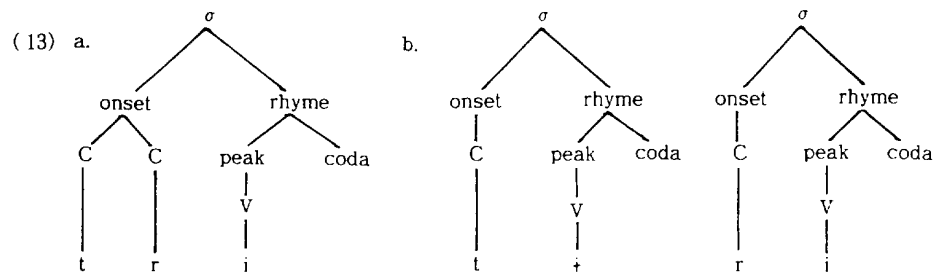 σ σ σ
(13) a. b.
onset rhyme onset rhyme onset rhyme
C C peak coda C peak coda C peak coda
V V V
t r i t ɨ r i